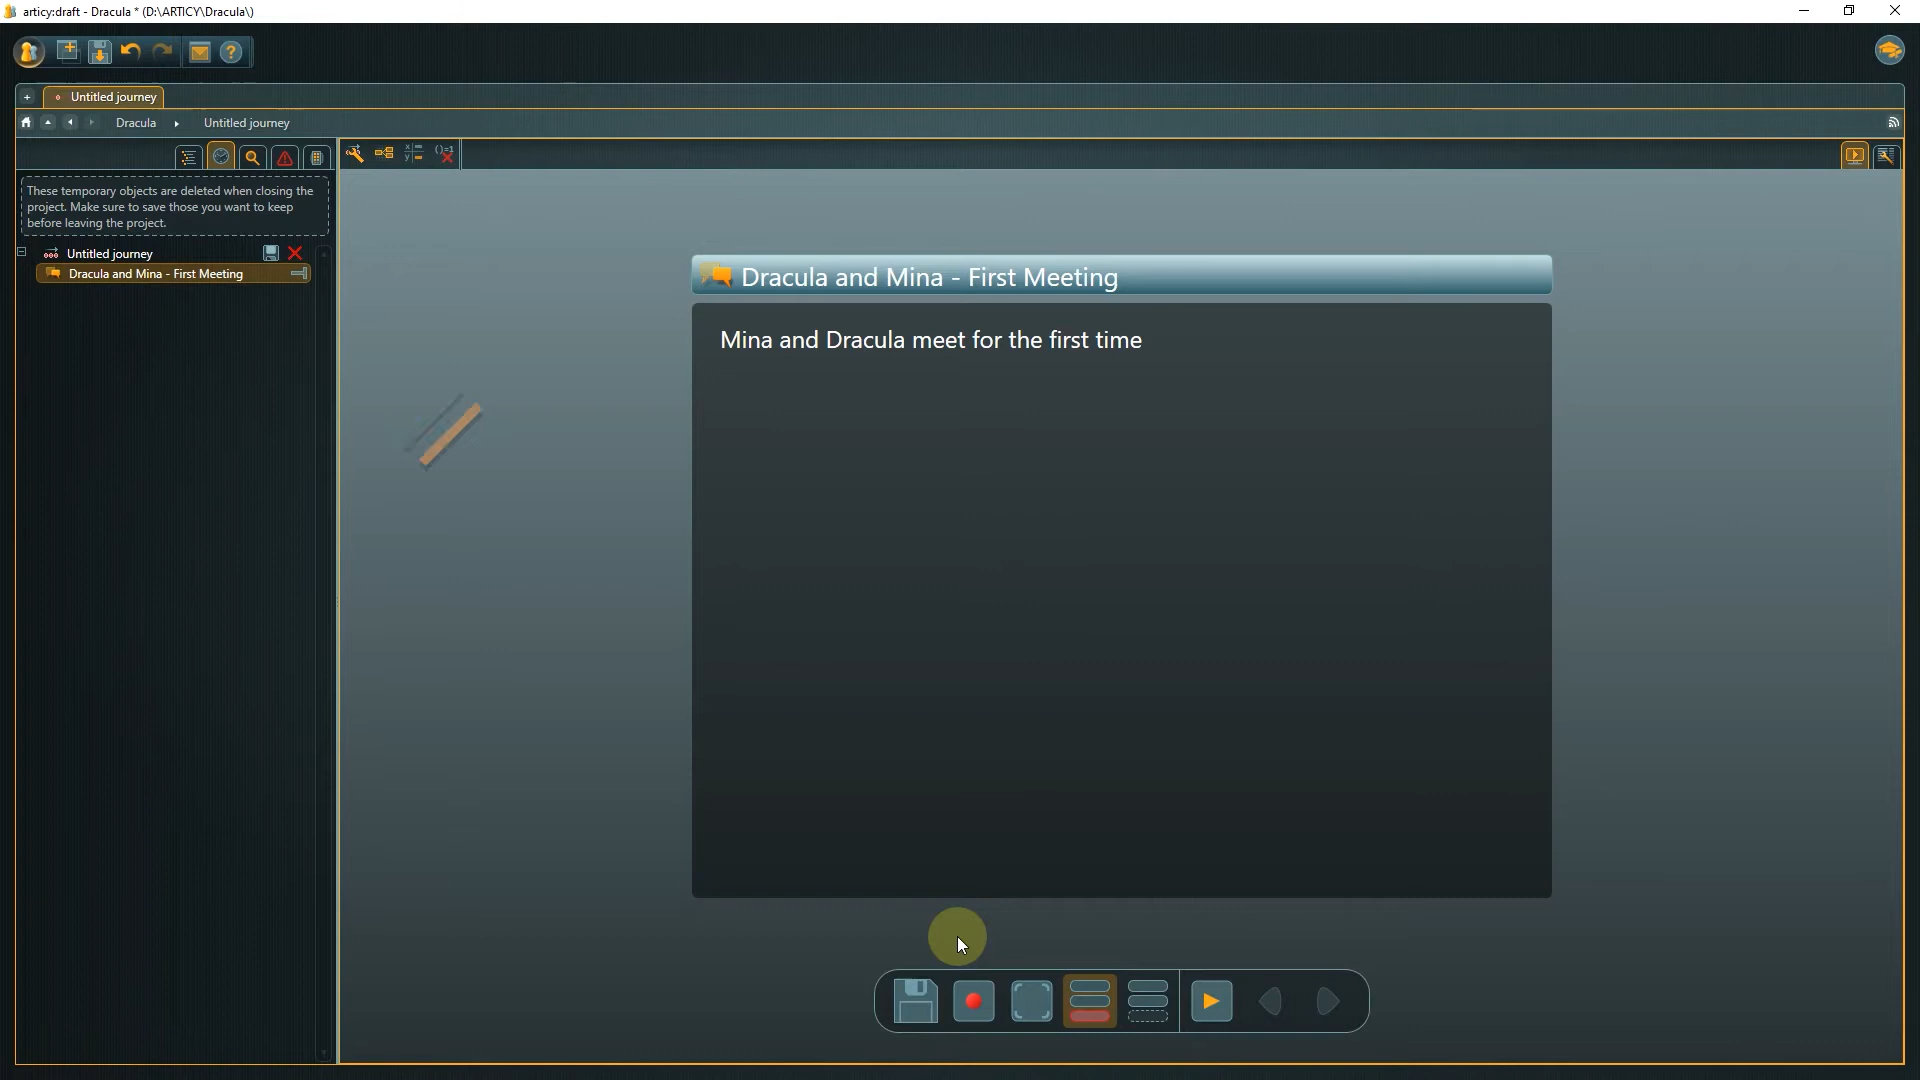 articy:draft - Dracula * (D:\ARTICY\Dracula\)
Untitled journey
Dracula
Untitled journey
These temporary objects are deleted when closing the
project. Make sure to save those you want to keep
before leaving the project.
Untitled journey
Dracula and Mina - First Meeting
Dracula and Mina - First Meeting
Mina and Dracula meet for the first time